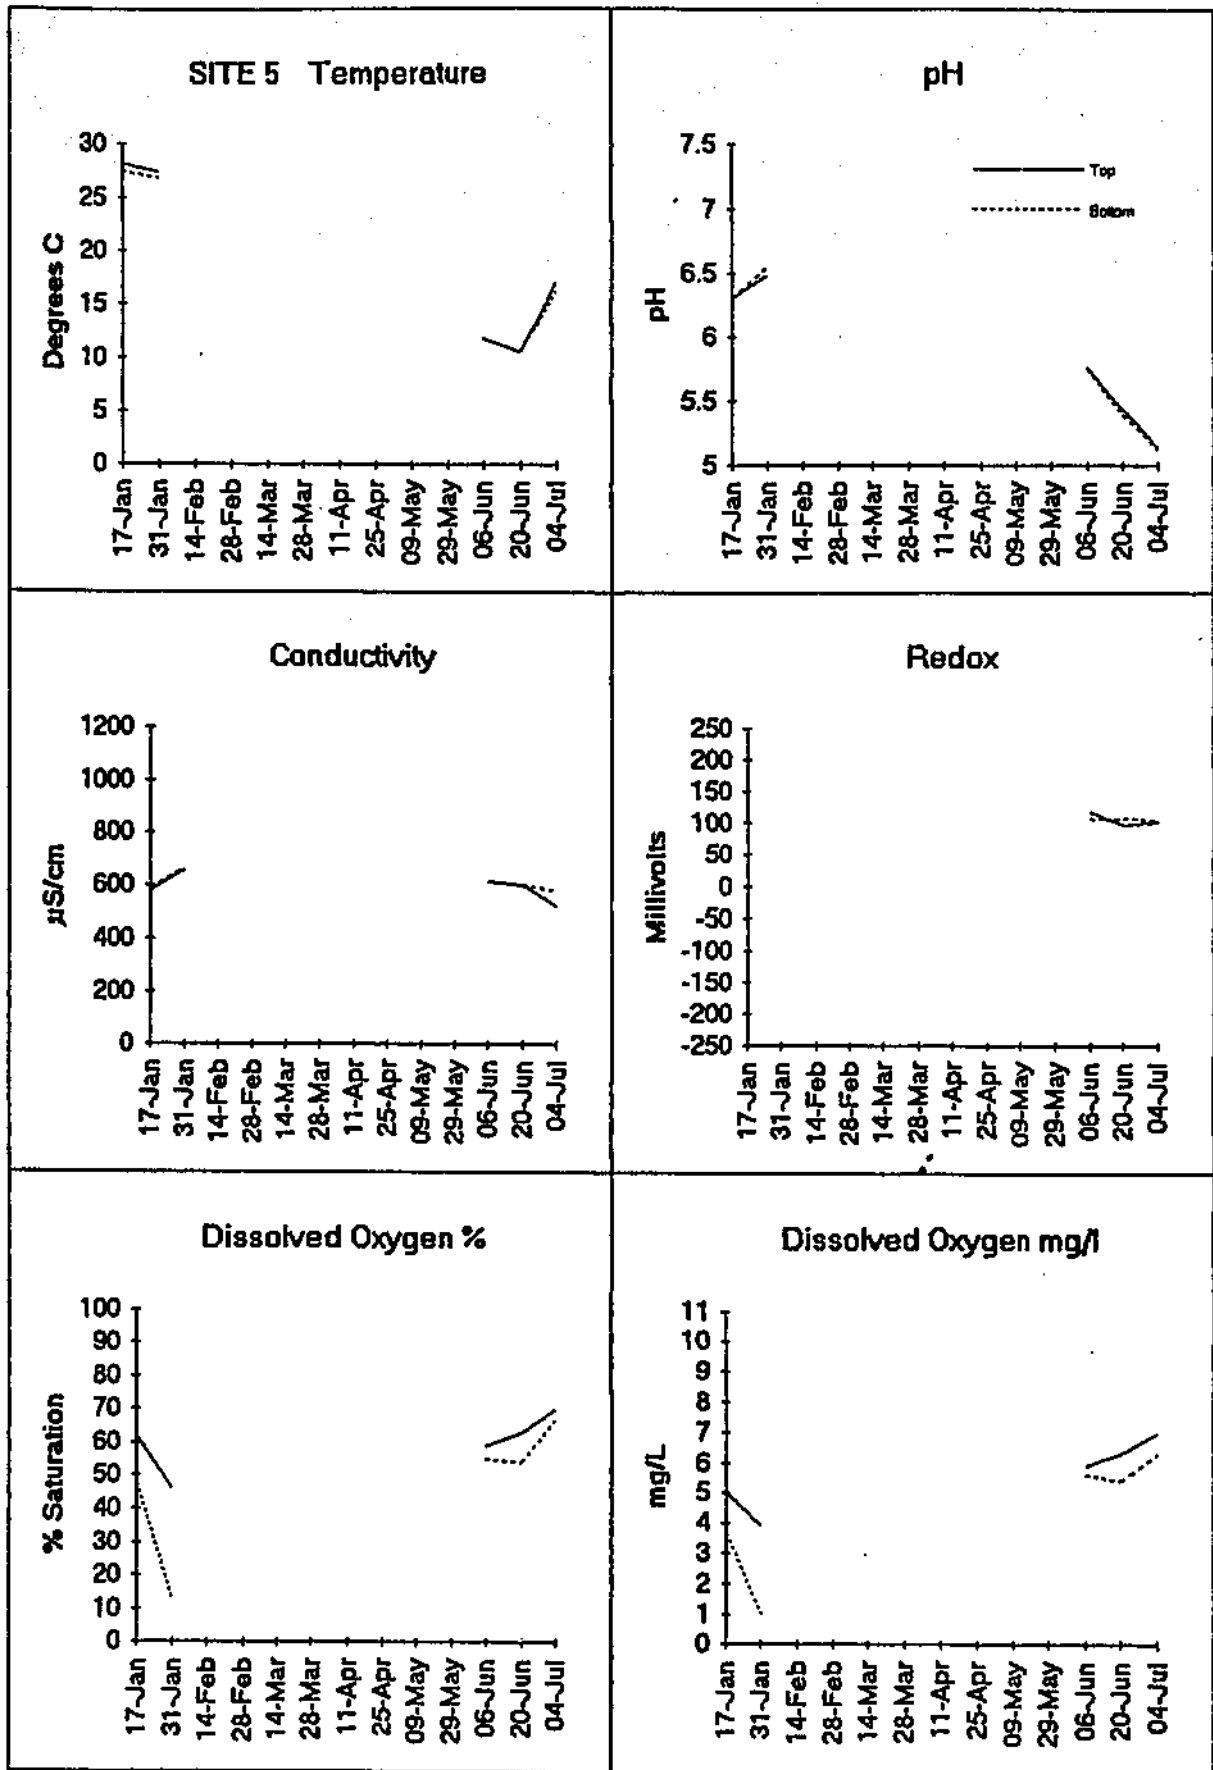 SITE 5 Temperature
Degrees C
30
25
20
15
10
5
0
17-Jan
31-Jan
14-Feb
28-Feb
14-Mar
28-Mar
11-Apr
25-Apr
09-May
29-May
06-Jun
20-Jun
04-Jul
pH
pH
7.5
7
6.5
6
5.5
5
Top
Bottom
17-Jan
31-Jan
14-Feb
28-Feb
14-Mar
28-Mar
11-Apr
25-Apr
09-May
29-May
06-Jun
20-Jun
04-Jul
Conductivity
µS/cm
1200
1000
800
600
400
200
0
17-Jan
31-Jan
14-Feb
28-Feb
14-Mar
28-Mar
11-Apr
25-Apr
09-May
29-May
06-Jun
20-Jun
04-Jul
Redox
Millivolts
250
200
150
100
50
0
-50
-100
-150
-200
-250
17-Jan
31-Jan
14-Feb
28-Feb
14-Mar
28-Mar
11-Apr
25-Apr
09-May
29-May
06-Jun
20-Jun
04-Jul
Dissolved Oxygen %
% Saturation
100
90
80
70
60
50
40
30
20
10
0
17-Jan
31-Jan
14-Feb
28-Feb
14-Mar
28-Mar
11-Apr
25-Apr
09-May
29-May
06-Jun
20-Jun
04-Jul
Dissolved Oxygen mg/l
mg/L
11
10
9
8
7
6
5
4
3
2
1
0
17-Jan
31-Jan
14-Feb
28-Feb
14-Mar
28-Mar
11-Apr
25-Apr
09-May
29-May
06-Jun
20-Jun
04-Jul